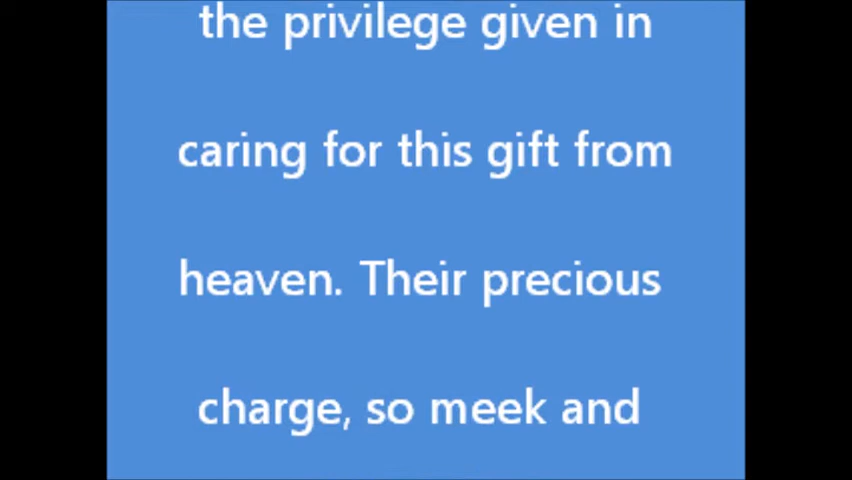 the privilege given in
caring for this gift from
heaven. Their precious
charge, so meek and